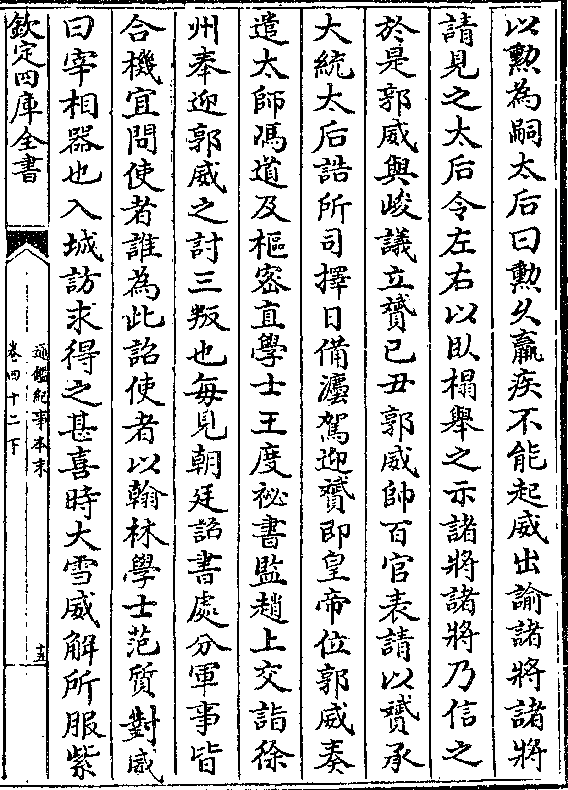 以勲為嗣太后曰勲久羸疾不能起威出諭諸將諸將
請見之太后令左右以臥榻舉之示諸將諸將乃信之
於是郭威與峻議立贇己丑郭威帥百官表請以贇承
大統太后誥所司擇日備灋駕迎贇即皇帝位郭威奏
遣太師馮道及樞密直學士王度祕書監趙上交詣徐
州奉迎郭威之討三叛也毎見朝廷詔書處分軍事皆
合機宜問使者誰為此詔使者以翰林學士范質對威
曰宰相器也入城訪求得之甚喜時大雪威解所服紫
欽定四庫全書
通鑑紀事本末
卷四十二下
十五